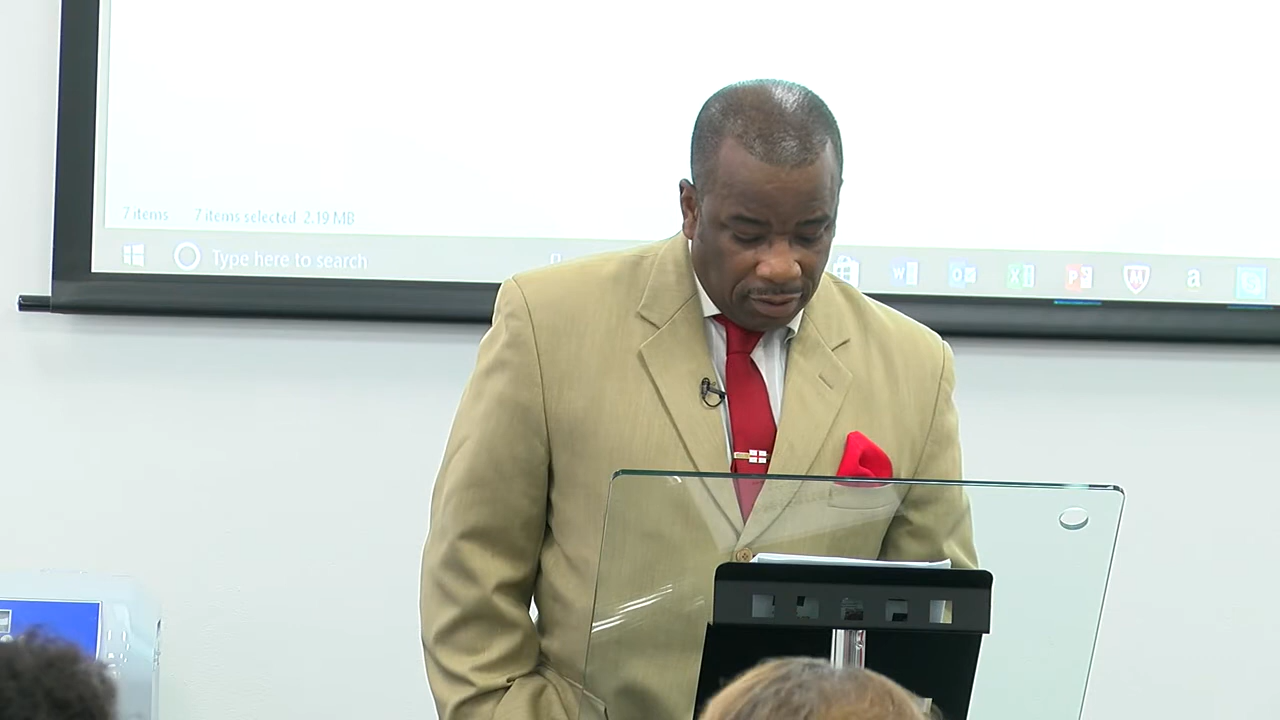 7 items 7 items selected 2.19 MB
Type here to search
W O X P M a